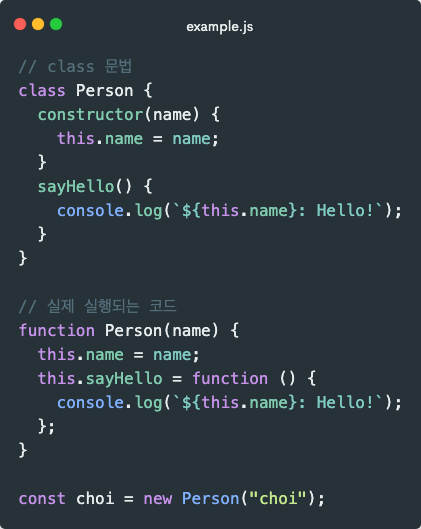 example.js
// class 문법
class Person {
  constructor(name) {
    this.name = name;
  }
  sayHello() {
    console.log(`${this.name}: Hello!`);
  }
}

// 실제 실행되는 코드
function Person(name) {
  this.name = name;
  this.sayHello = function () {
    console.log(`${this.name}: Hello!`);
  };
}

const choi = new Person("choi");